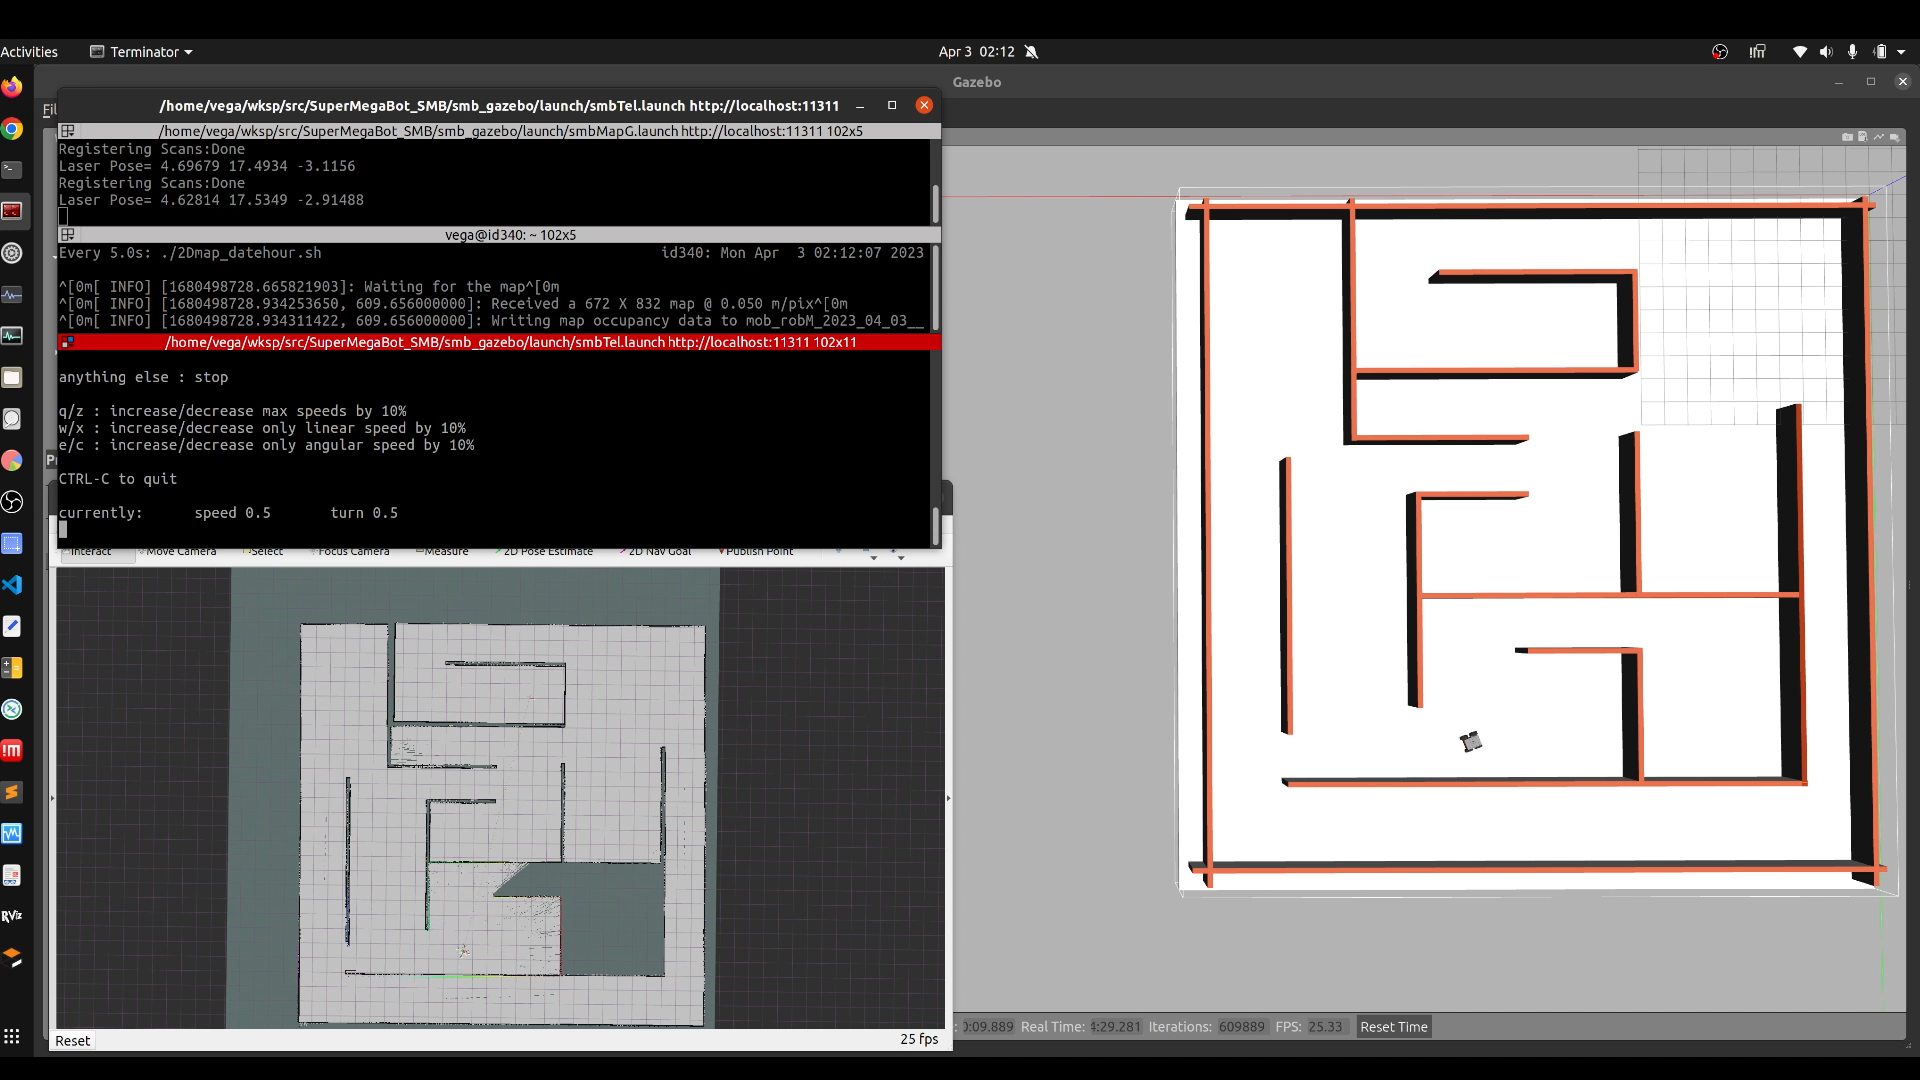 Activities
Terminator
Apr 3 02:12
Gazebo
/home/vega/wksp/src/SuperMegaBot_SMB/smb_gazebo/launch/smbTel.launch http://localhost:11311
/home/vega/wksp/src/SuperMegaBot_SMB/smb_gazebo/launch/smbMapG.launch http://localhost:11311 102x5
Registering Scans:Done
Laser Pose= 4.69679 17.4934 -3.1156
Registering Scans:Done
Laser Pose= 4.62814 17.5349 -2.91488
vega@id340: ~ 102x5
Every 5.0s: ./2Dmap_datehour.sh id340: Mon Apr 3 02:12:07 2023
^[0m[ INFO] [1680498728.665821903]: Waiting for the map^[0m
^[0m[ INFO] [1680498728.934253650, 609.656000000]: Received a 672 X 832 map @ 0.050 m/pix^[0m
^[0m[ INFO] [1680498728.934311422, 609.656000000]: Writing map occupancy data to mob_robM_2023_04_03__
/home/vega/wksp/src/SuperMegaBot_SMB/smb_gazebo/launch/smbTel.launch http://localhost:11311 102x11
anything else : stop
q/z : increase/decrease max speeds by 10%
w/x : increase/decrease only linear speed by 10%
e/c : increase/decrease only angular speed by 10%
CTRL-C to quit
currently: speed 0.5 turn 0.5
Interact Move Camera Select Focus Camera Measure 2D Pose Estimate 2D Nav Goal Publish Point
RViz
Reset
25 fps
:09.889 Real Time: 4:29.281 Iterations: 609889 FPS: 25.33 Reset Time